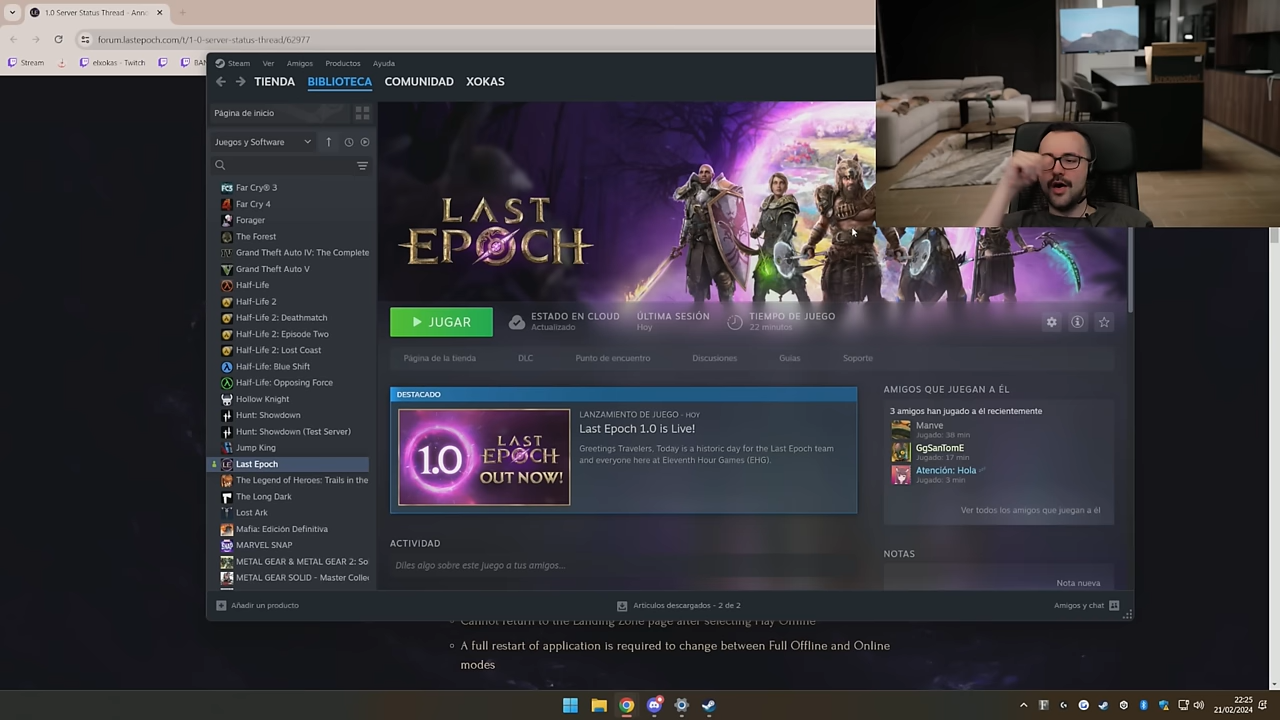 1.0 Server Status Thread - Anno
forum.lastepoch.com/t/1-0-server-status-thread/62977
Stream
elxokas - Twitch
Steam
Ver
Amigos
Productos
Ayuda
TIENDA
BIBLIOTECA
COMUNIDAD
XOKAS
Página de inicio
Juegos y Software
Far Cry® 3
Far Cry 4
Forager
The Forest
Grand Theft Auto IV: The Complete
Grand Theft Auto V
Half-Life
Half-Life 2
Half-Life 2: Deathmatch
Half-Life 2: Episode Two
Half-Life 2: Lost Coast
Half-Life: Blue Shift
Half-Life: Opposing Force
Hollow Knight
Hunt: Showdown
Hunt: Showdown (Test Server)
Jump King
Last Epoch
The Legend of Heroes: Trails in the
The Long Dark
Lost Ark
Mafia: Edición Definitiva
MARVEL SNAP
METAL GEAR & METAL GEAR 2: So
METAL GEAR SOLID - Master Collec
Añadir un producto
LAST
EPOCH
JUGAR
ESTADO EN CLOUD
Actualizado
ÚLTIMA SESIÓN
Hoy
TIEMPO DE JUEGO
22 minutos
Página de la tienda
DLC
Punto de encuentro
Discusiones
Guías
Soporte
DESTACADO
1.0
LAST
EPOCH
OUT NOW!
LANZAMIENTO DE JUEGO - HOY
Last Epoch 1.0 is Live!
Greetings Travelers, Today is a historic day for the Last Epoch team
and everyone here at Eleventh Hour Games (EHG).
ACTIVIDAD
Diles algo sobre este juego a tus amigos...
AMIGOS QUE JUEGAN A ÉL
3 amigos han jugado a él recientemente
Manve
Jugado: 38 min
GgSanTomE
Jugado: 17 min
Atención: Hola
Jugado: 3 min
Ver todos los amigos que juegan a él
NOTAS
Nota nueva
Artículos descargados - 2 de 2
Amigos y chat
Cannot return to the Landing Zone page after selecting Play Online
A full restart of application is required to change between Full Offline and Online
modes
22:25
21/02/2024